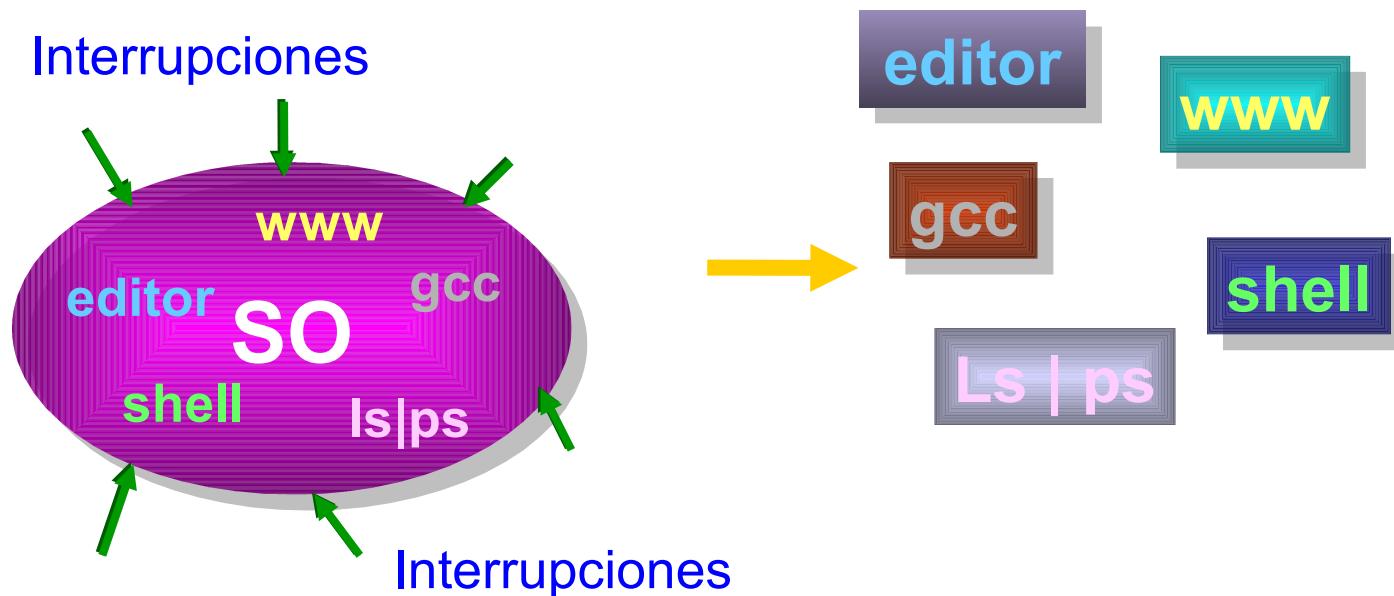 Interrupciones
www
editor
gcc
SO
shell
ls|ps
Interrupciones
editor
www
gcc
shell
Ls | ps